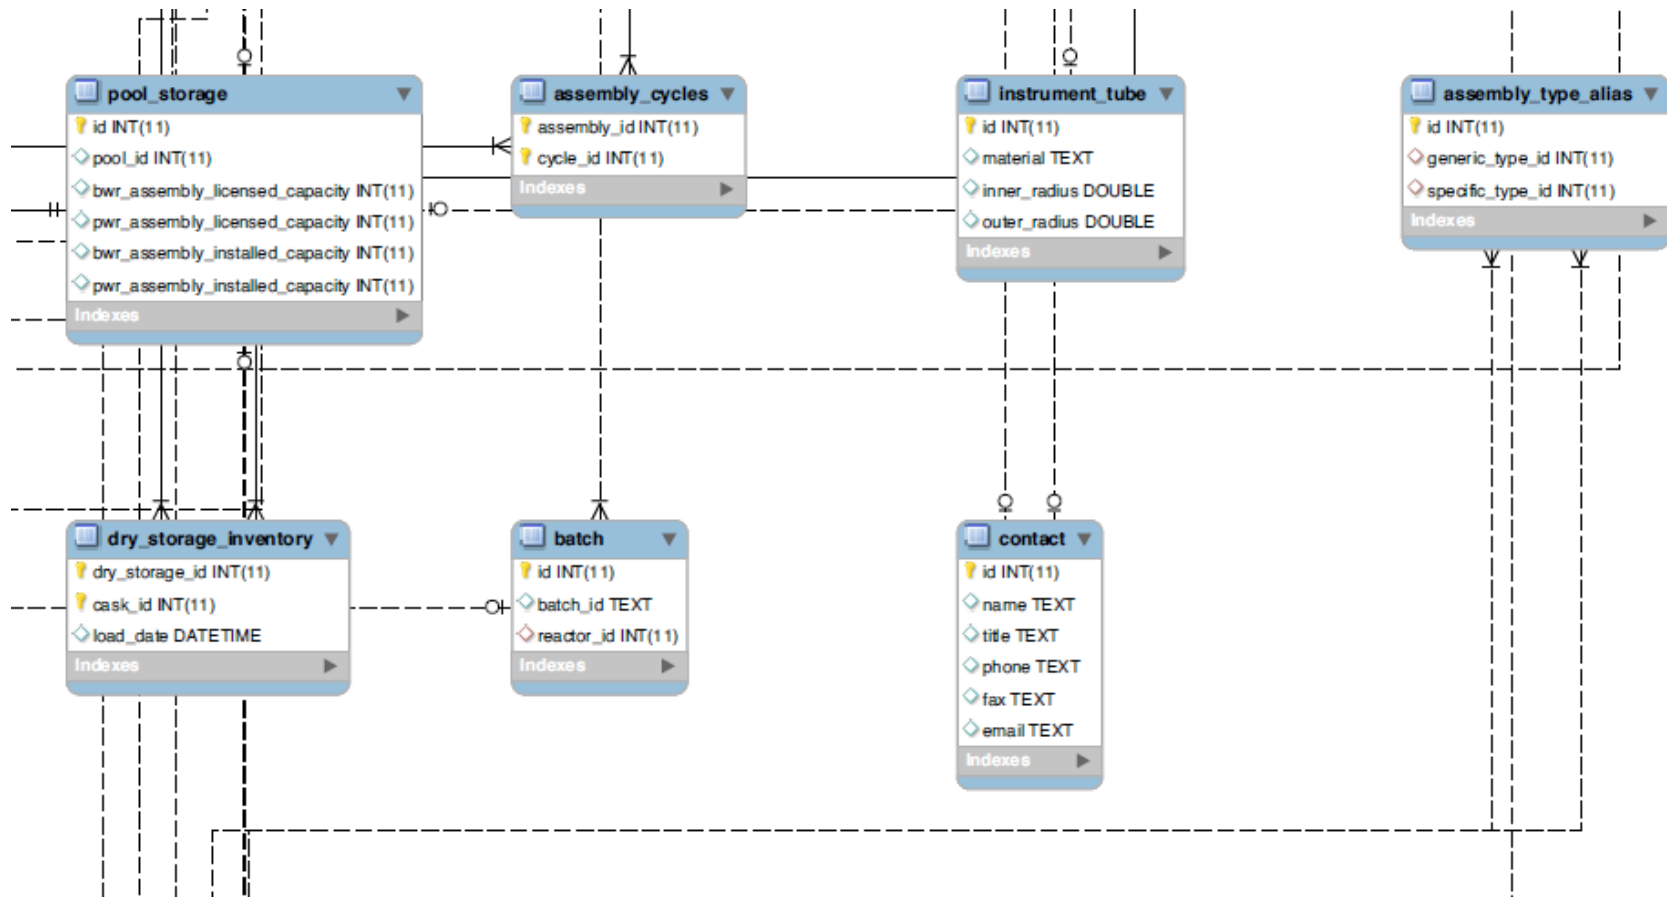 pool_storage
id INT(11)
pool_id INT(11)
bwr_assembly_licensed_capacity INT(11)
pwr_assembly_licensed_capacity INT(11)
bwr_assembly_installed_capacity INT(11)
pwr_assembly_installed_capacity INT(11)
Indexes
assembly_cycles
assembly_id INT(11)
cycle_id INT(11)
Indexes
instrument_tube
id INT(11)
material TEXT
inner_radius DOUBLE
outer_radius DOUBLE
Indexes
assembly_type_alias
id INT(11)
generic_type_id INT(11)
specific_type_id INT(11)
Indexes
dry_storage_inventory
dry_storage_id INT(11)
cask_id INT(11)
load_date DATETIME
Indexes
batch
id INT(11)
batch_id TEXT
reactor_id INT(11)
Indexes
contact
id INT(11)
name TEXT
title TEXT
phone TEXT
fax TEXT
email TEXT
Indexes